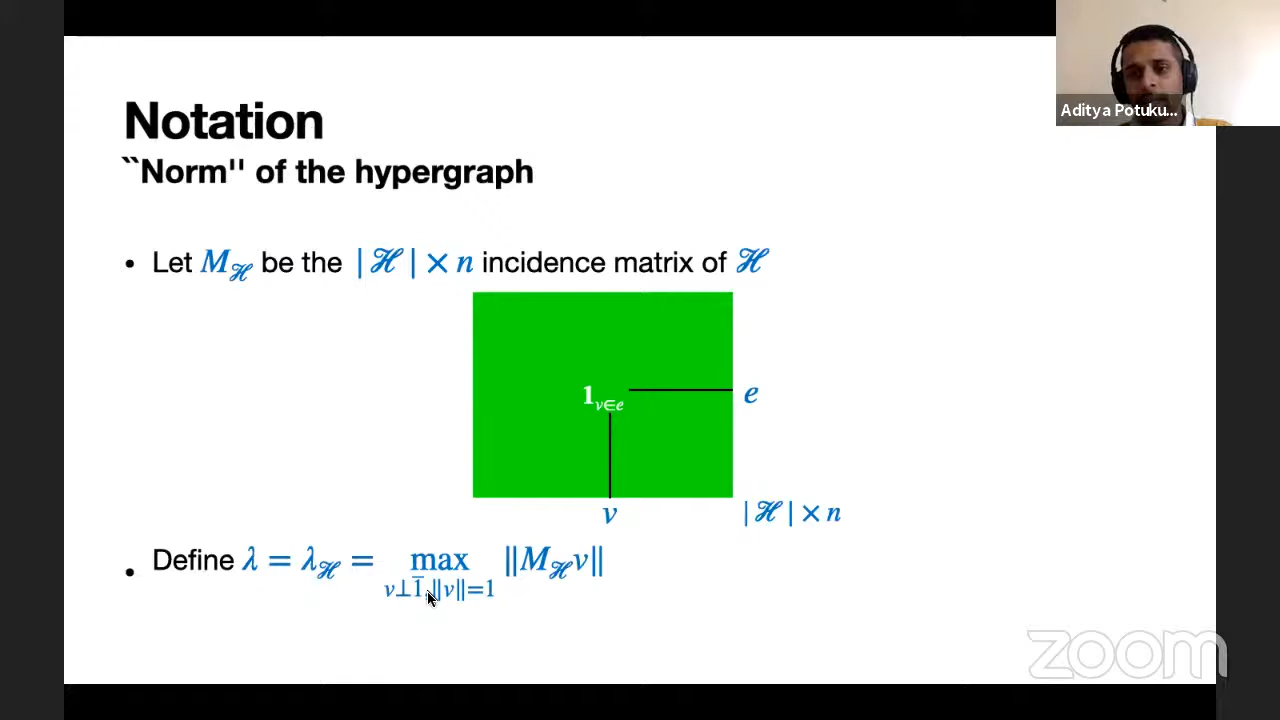 Notation
``Norm'' of the hypergraph
Aditya Potuku...
• Let M_ℋ be the |ℋ| × n incidence matrix of ℋ
1_{v∈e}
e
v
|ℋ| × n
• Define λ = λ_ℋ = max_{v⊥1̅,‖v‖=1} ‖M_ℋ v‖
zoom